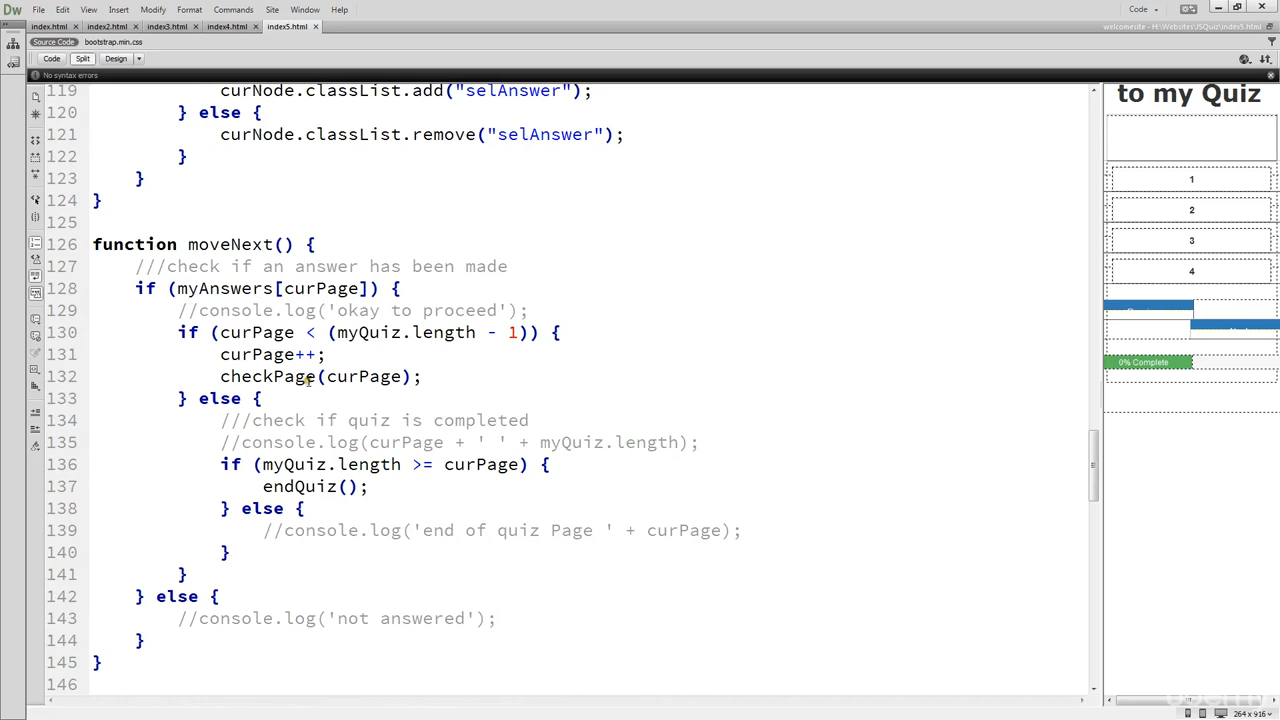 Dw File Edit View Insert Modify Format Commands Site Window Help Code
index.html × index2.html × index3.html × index4.html × index5.html × welcomesite - H:\Websites\JSQuiz\index5.html
Source Code bootstrap.min.css
Code Split Design
No syntax errors
119 curNode.classList.add("selAnswer");
120 } else {
121 curNode.classList.remove("selAnswer");
122 }
123 }
124 }
125
126 function moveNext() {
127 ///check if an answer has been made
128 if (myAnswers[curPage]) {
129 //console.log('okay to proceed');
130 if (curPage < (myQuiz.length - 1)) {
131 curPage++;
132 checkPage(curPage);
133 } else {
134 ///check if quiz is completed
135 //console.log(curPage + ' ' + myQuiz.length);
136 if (myQuiz.length >= curPage) {
137 endQuiz();
138 } else {
139 //console.log('end of quiz Page ' + curPage);
140 }
141 }
142 } else {
143 //console.log('not answered');
144 }
145 }
146
to my Quiz
1
2
3
4
0% Complete
264 x 916